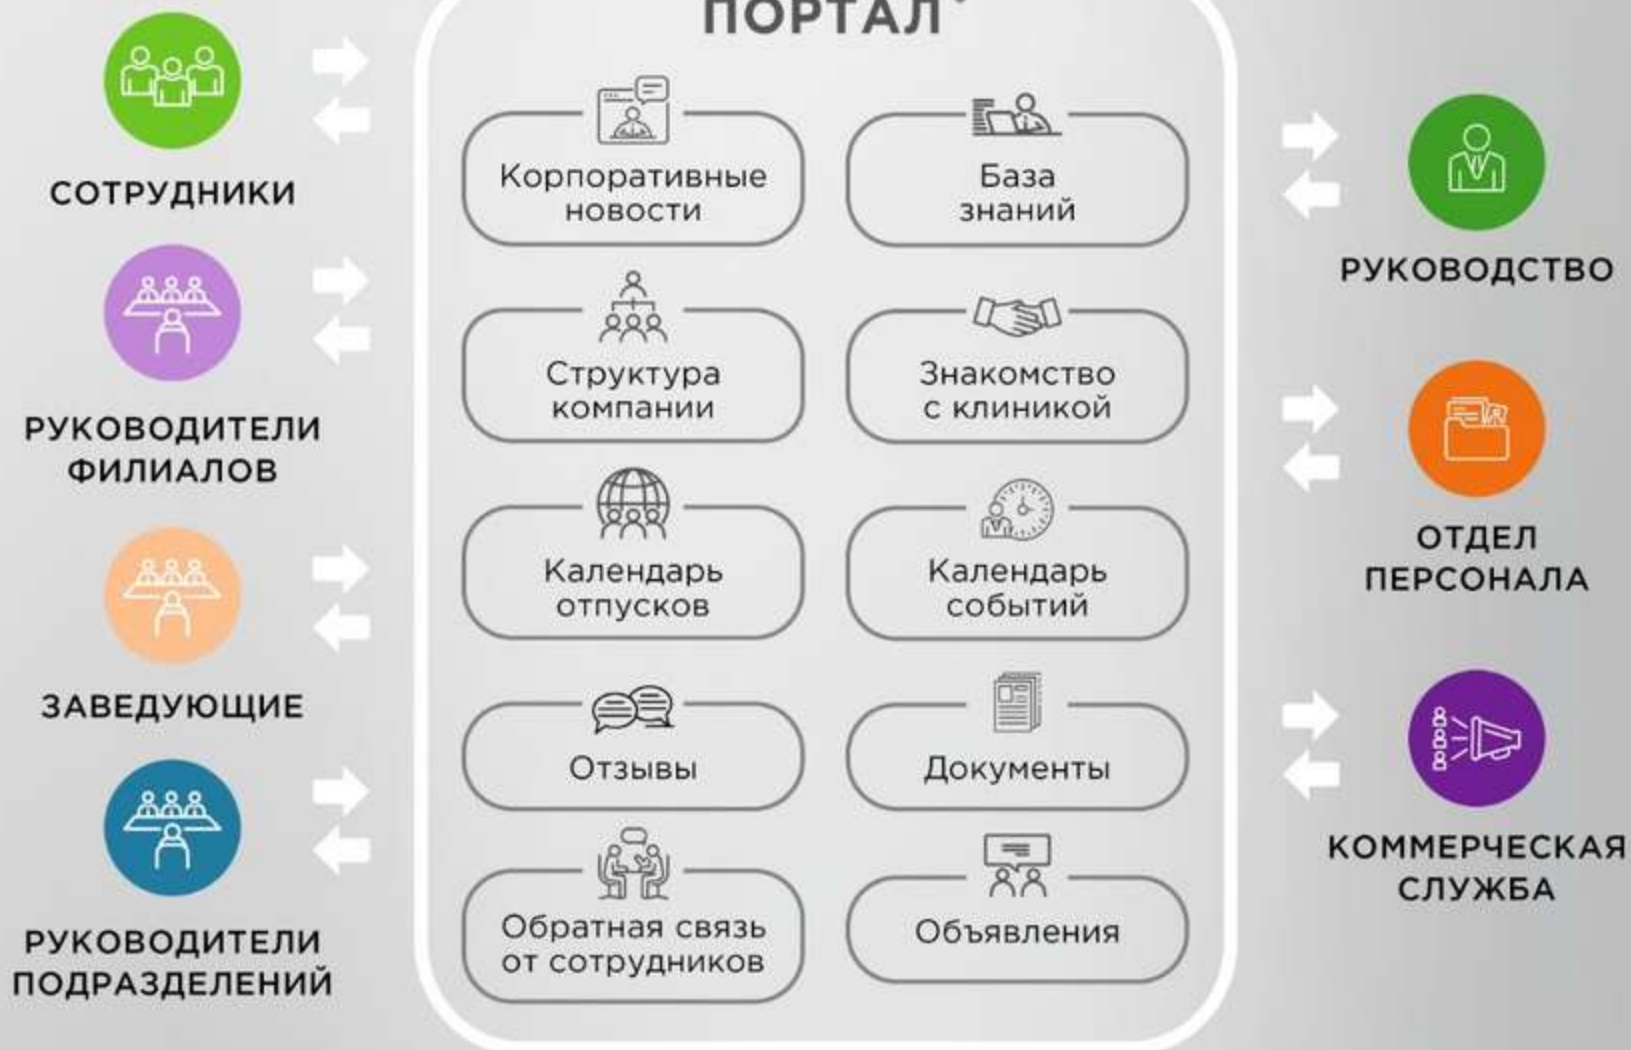 ПОРТАЛ
СОТРУДНИКИ
РУКОВОДИТЕЛИ
ФИЛИАЛОВ
ЗАВЕДУЮЩИЕ
РУКОВОДИТЕЛИ
ПОДРАЗДЕЛЕНИЙ
Корпоративные
новости
База
знаний
Структура
компании
Знакомство
с клиникой
Календарь
отпусков
Календарь
событий
Отзывы
Документы
Обратная связь
от сотрудников
Объявления
РУКОВОДСТВО
ОТДЕЛ
ПЕРСОНАЛА
КОММЕРЧЕСКАЯ
СЛУЖБА